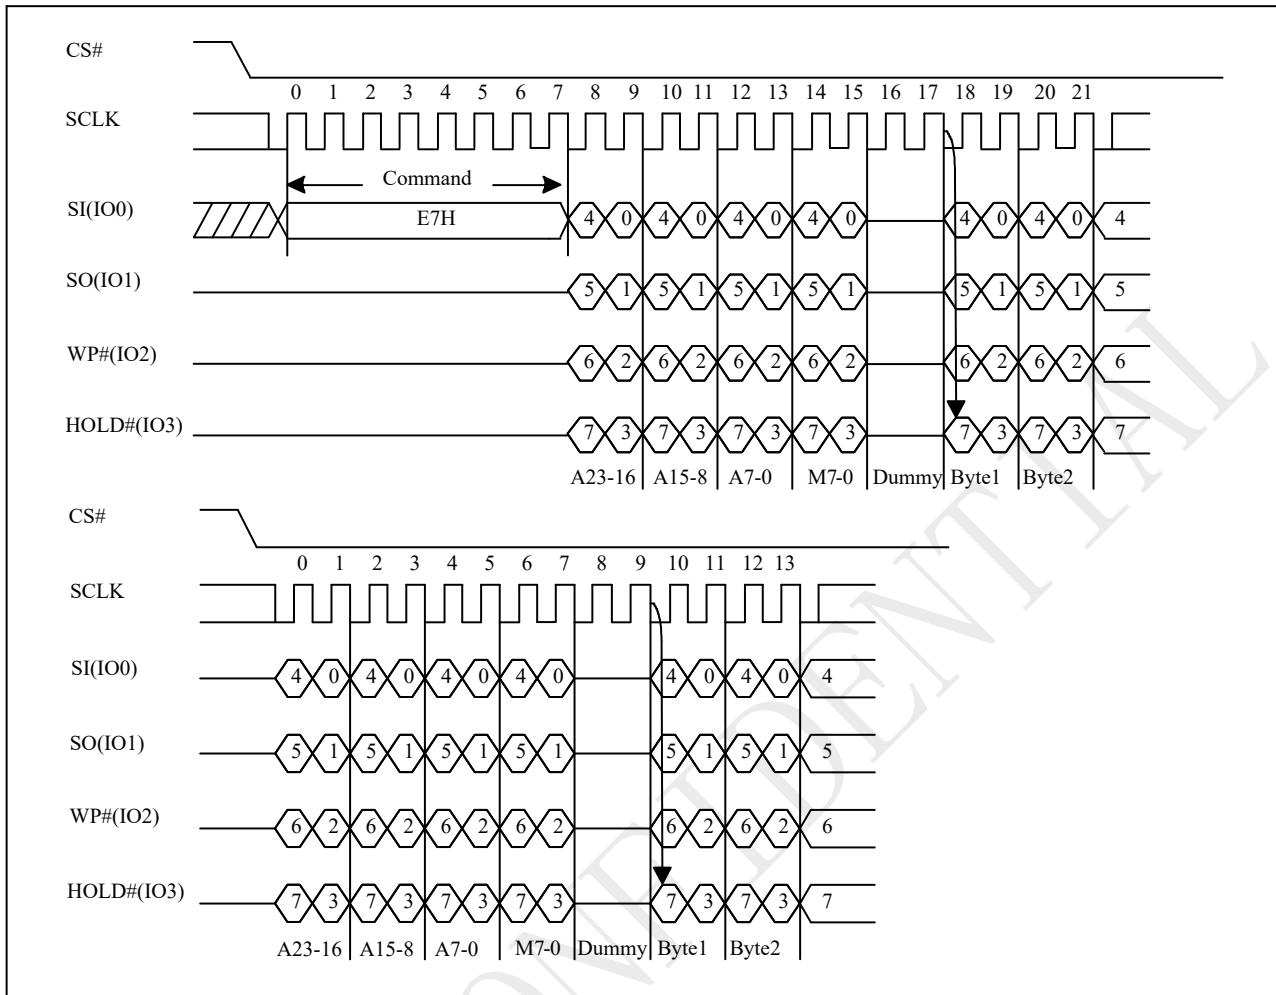 CS#
0 1 2 3 4 5 6 7 8 9 10 11 12 13 14 15 16 17 18 19 20 21
SCLK
Command
SI(IO0) E7H 4 0 4 0 4 0 4 0 4 0 4 0 4
SO(IO1) 5 1 5 1 5 1 5 1 5 1 5 1 5
WP#(IO2) 6 2 6 2 6 2 6 2 6 2 6 2 6
HOLD#(IO3) 7 3 7 3 7 3 7 3 7 3 7 3 7
A23-16 A15-8 A7-0 M7-0 Dummy Byte1 Byte2
CS#
0 1 2 3 4 5 6 7 8 9 10 11 12 13
SCLK
SI(IO0) 4 0 4 0 4 0 4 0 4 0 4 0 4
SO(IO1) 5 1 5 1 5 1 5 1 5 1 5 1 5
WP#(IO2) 6 2 6 2 6 2 6 2 6 2 6 2 6
HOLD#(IO3) 7 3 7 3 7 3 7 3 7 3 7 3 7
A23-16 A15-8 A7-0 M7-0 Dummy Byte1 Byte2
ONFIDENTIAL